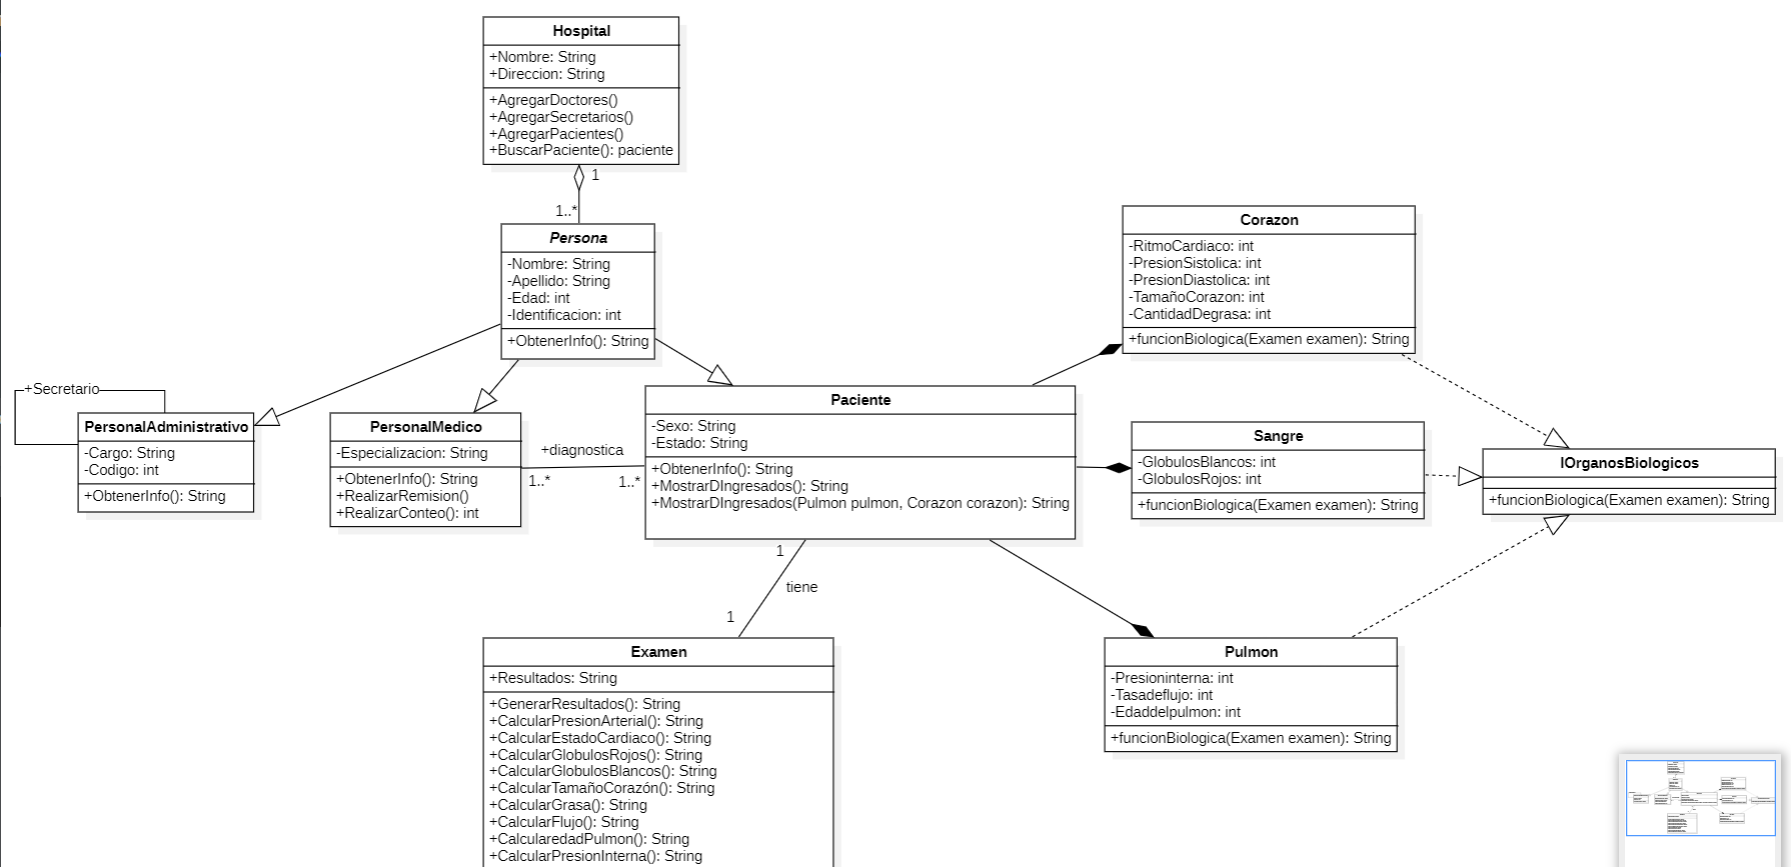 Hospital
+Nombre: String
+Direccion: String
+AgregarDoctores()
+AgregarSecretarios()
+AgregarPacientes()
+BuscarPaciente(): paciente
1
1..*
Persona
-Nombre: String
-Apellido: String
-Edad: int
-Identificacion: int
+ObtenerInfo(): String
+Secretario
PersonalAdministrativo
-Cargo: String
-Codigo: int
+ObtenerInfo(): String
PersonalMedico
-Especializacion: String
+ObtenerInfo(): String
+RealizarRemision()
+RealizarConteo(): int
+diagnostica
1..*
1..*
Paciente
-Sexo: String
-Estado: String
+ObtenerInfo(): String
+MostrarDIngresados(): String
+MostrarDIngresados(Pulmon pulmon, Corazon corazon): String
Corazon
-RitmoCardiaco: int
-PresionSistolica: int
-PresionDiastolica: int
-TamañoCorazon: int
-CantidadDegrasa: int
+funcionBiologica(Examen examen): String
Sangre
-GlobulosBlancos: int
-GlobulosRojos: int
+funcionBiologica(Examen examen): String
IOrganosBiologicos
+funcionBiologica(Examen examen): String
1
tiene
1
Examen
+Resultados: String
+GenerarResultados(): String
+CalcularPresionArterial(): String
+CalcularEstadoCardiaco(): String
+CalcularGlobulosRojos(): String
+CalcularGlobulosBlancos(): String
+CalcularTamañoCorazón(): String
+CalcularGrasa(): String
+CalcularFlujo(): String
+CalcularedadPulmon(): String
+CalcularPresionInterna(): String
Pulmon
-Presioninterna: int
-Tasadeflujo: int
-Edaddelpulmon: int
+funcionBiologica(Examen examen): String